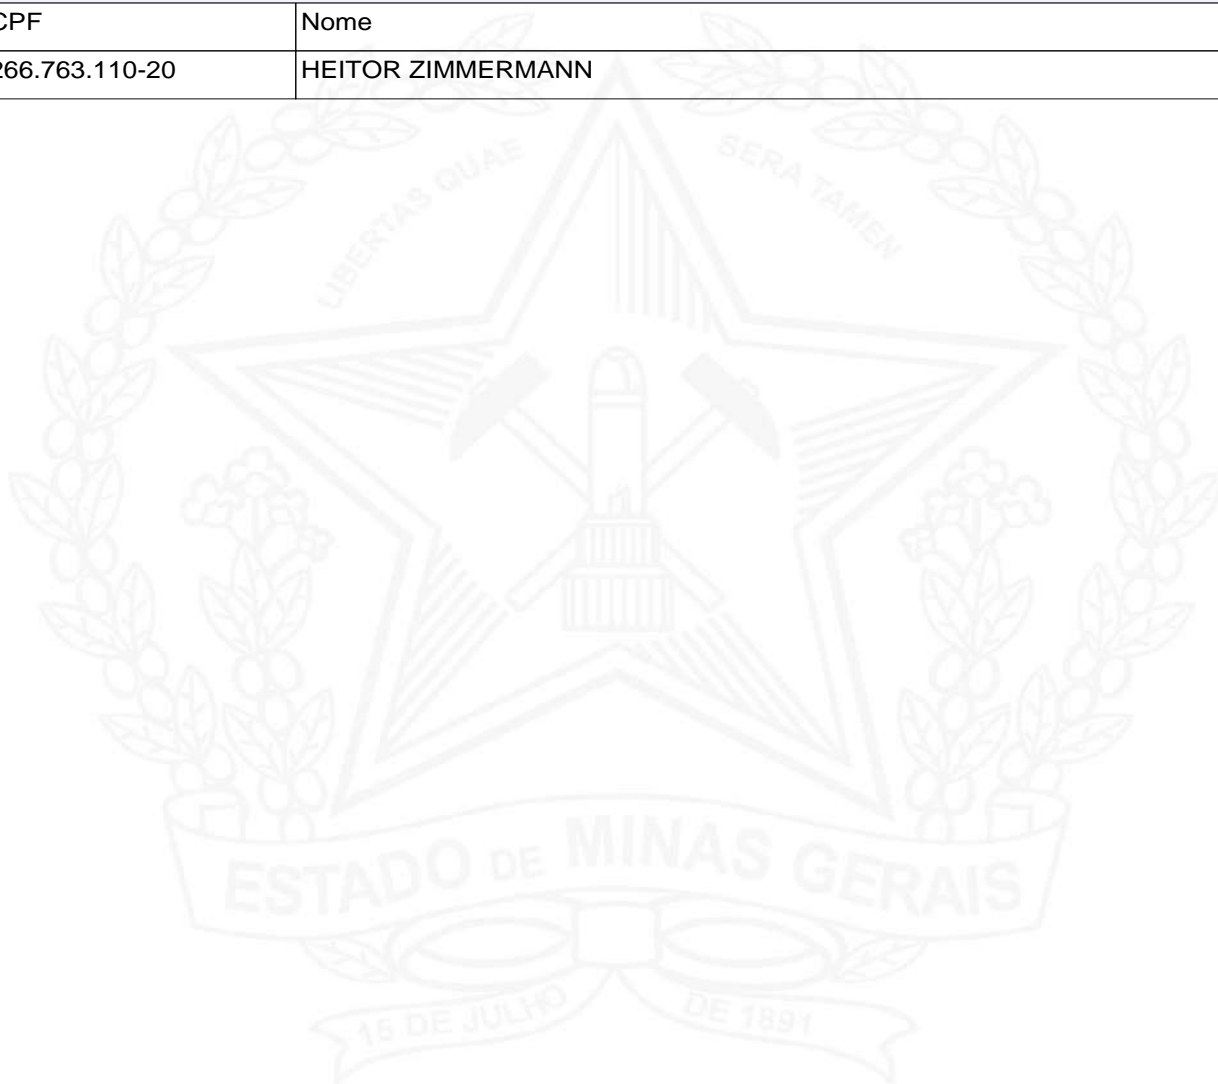 CPF Nome
266.763.110-20 HEITOR ZIMMERMANN
LIBERTAS QUAE SERA TAMEN
ESTADO DE MINAS GERAIS
15 DE JULHO DE 1891